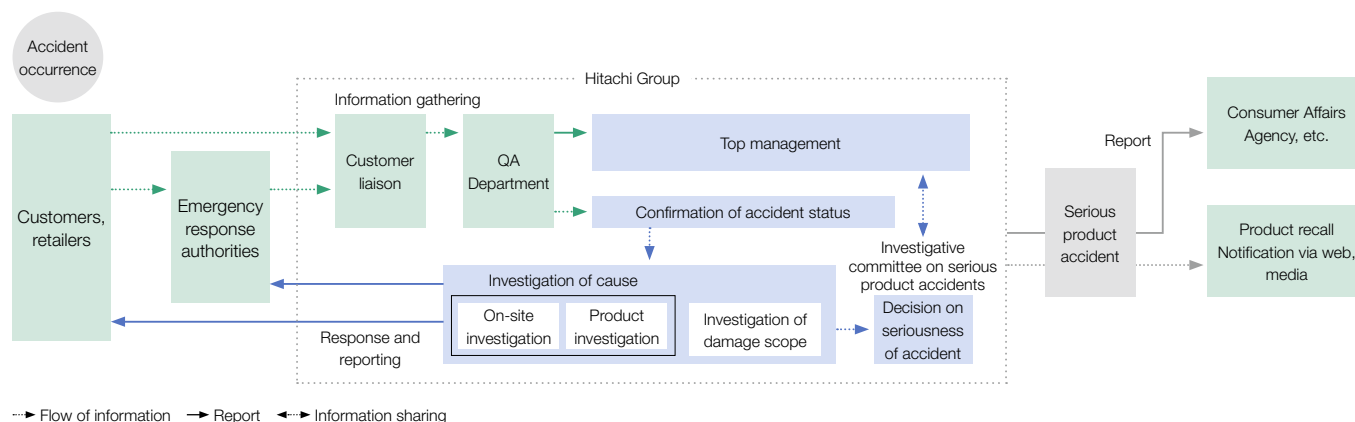 Accident
occurrence
Hitachi Group
Information gathering
Customers,
retailers
Emergency
response
authorities
Customer
liaison
QA
Department
Top management
Confirmation of accident status
Investigation of cause
On-site
investigation
Product
investigation
Investigation of
damage scope
Investigative
committee on serious
product accidents
Decision on
seriousness
of accident
Response and
reporting
Serious
product
accident
Report
Consumer Affairs
Agency, etc.
Product recall
Notification via web,
media
Flow of information
Report
Information sharing